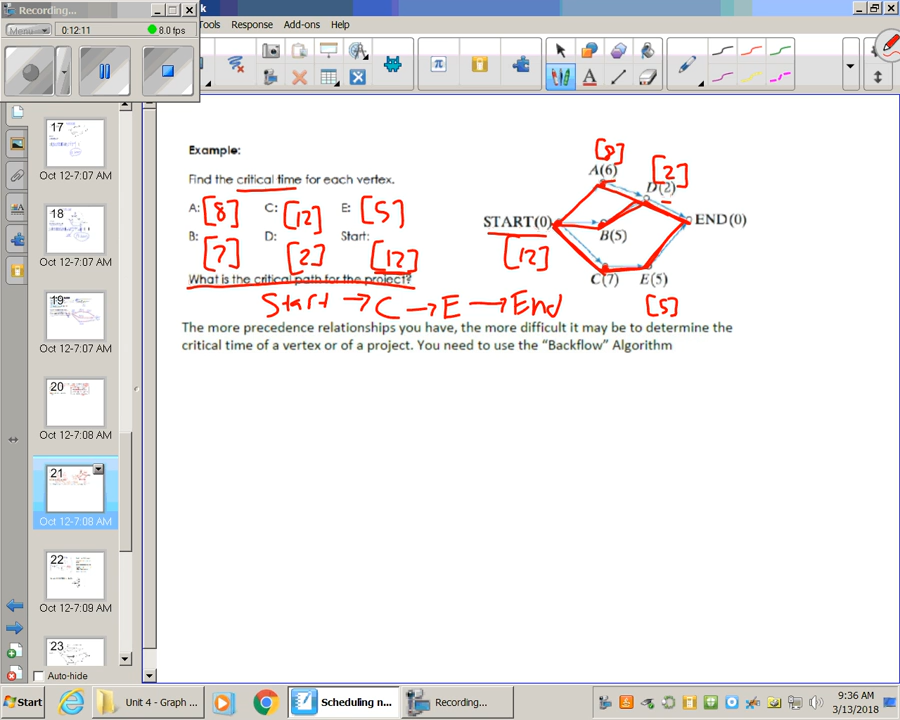 Recording...
k
Menu
0:12:11
8.0 fps
Tools Response Add-ons Help
17
Oct 12-7:07 AM
18
Oct 12-7:07 AM
19
Oct 12-7:07 AM
20
Oct 12-7:08 AM
21
Oct 12-7:08 AM
22
Oct 12-7:09 AM
23
Auto-hide
Example:
Find the critical time for each vertex.
A: [8] C: [12] E: [5]
B: [7] D: [2] Start: [12]
What is the critical path for the project?
Start → C → E → End
The more precedence relationships you have, the more difficult it may be to determine the
critical time of a vertex or of a project. You need to use the “Backflow” Algorithm
[8]
A(6)
[2]
D(2)
START(0)
END(0)
B(5)
[12]
C(7) E(5)
[5]
Start
Unit 4 - Graph ...
Scheduling n...
Recording...
9:36 AM
3/13/2018